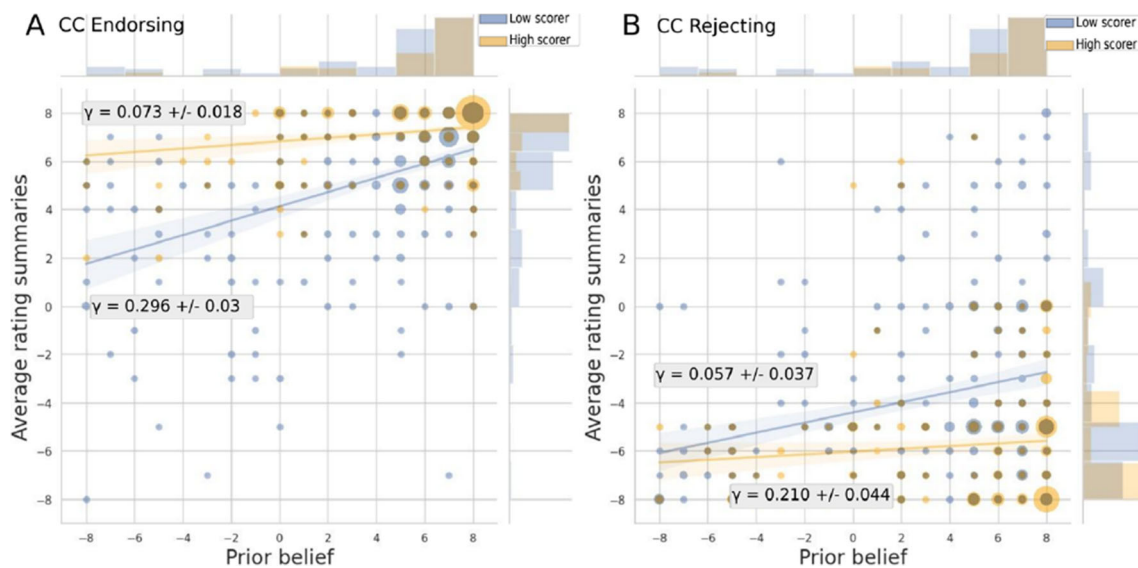 A CC Endorsing
Low scorer
High scorer
γ = 0.073 +/- 0.018
γ = 0.296 +/- 0.03
8
6
4
2
0
−2
−4
−6
−8
Average rating summaries
−8 −6 −4 −2 0 2 4 6 8
Prior belief
B CC Rejecting
Low scorer
High scorer
γ = 0.057 +/- 0.037
γ = 0.210 +/- 0.044
8
6
4
2
0
−2
−4
−6
−8
Average rating summaries
−8 −6 −4 −2 0 2 4 6 8
Prior belief